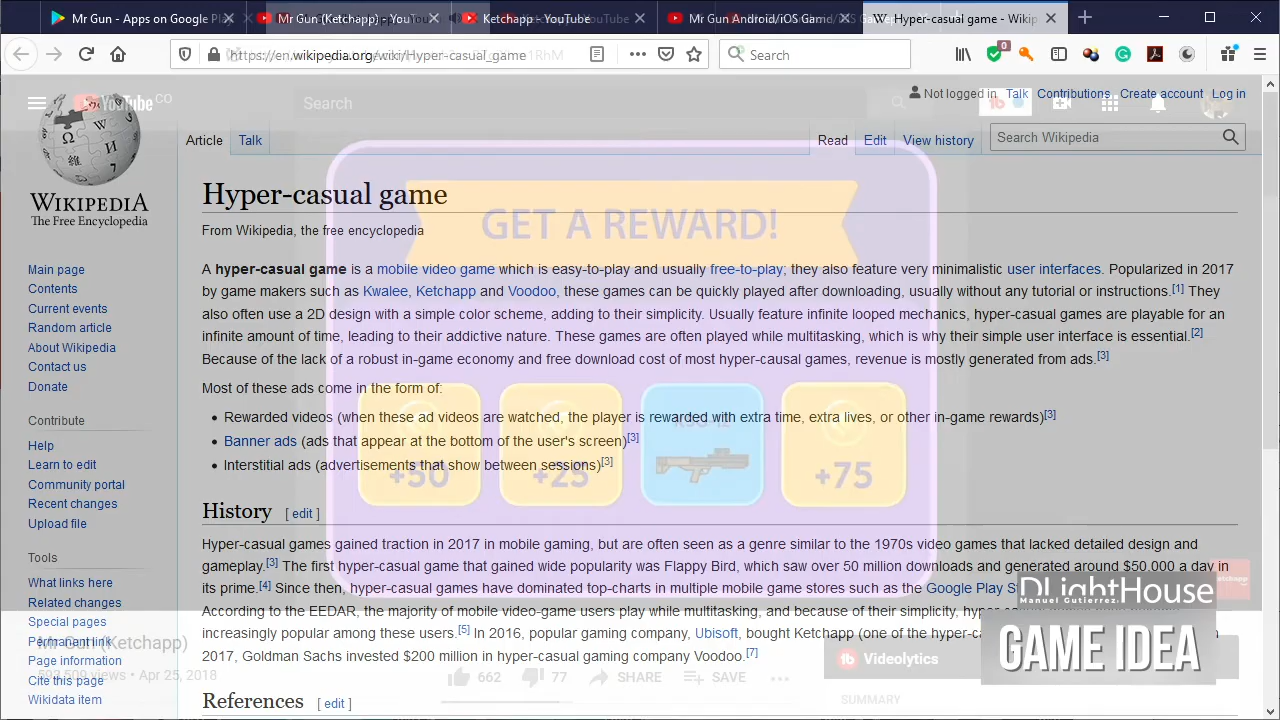 Mr Gun - Apps on Google Pla
Mr Gun (Ketchapp) - YouT
Ketchapp - YouTube
Mr Gun Android/iOS Game
Hyper-casual game - Wikip
https://en.wikipedia.org/wiki/Hyper-casual_game
Search
YouTube CO
Search
Not logged in Talk Contributions Create account Log in
Article Talk
Read Edit View history
Search Wikipedia
WIKIPEDIA
The Free Encyclopedia
Main page
Contents
Current events
Random article
About Wikipedia
Contact us
Donate
Contribute
Help
Learn to edit
Community portal
Recent changes
Upload file
Tools
What links here
Related changes
Special pages
Permanent link
Page information
Cite this page
Wikidata item
Hyper-casual game
From Wikipedia, the free encyclopedia
GET A REWARD!
A hyper-casual game is a mobile video game which is easy-to-play and usually free-to-play; they also feature very minimalistic user interfaces. Popularized in 2017
by game makers such as Kwalee, Ketchapp and Voodoo, these games can be quickly played after downloading, usually without any tutorial or instructions.[1] They
also often use a 2D design with a simple color scheme, adding to their simplicity. Usually feature infinite looped mechanics, hyper-casual games are playable for an
infinite amount of time, leading to their addictive nature. These games are often played while multitasking, which is why their simple user interface is essential.[2]
Because of the lack of a robust in-game economy and free download cost of most hyper-causal games, revenue is mostly generated from ads.[3]
Most of these ads come in the form of:
• Rewarded videos (when these ad videos are watched, the player is rewarded with extra time, extra lives, or other in-game rewards)[3]
• Banner ads (ads that appear at the bottom of the user's screen)[3]
• Interstitial ads (advertisements that show between sessions)[3]
+50
+25
+75
History [ edit ]
Hyper-casual games gained traction in 2017 in mobile gaming, but are often seen as a genre similar to the 1970s video games that lacked detailed design and
gameplay.[3] The first hyper-casual game that gained wide popularity was Flappy Bird, which saw over 50 million downloads and generated around $50,000 a day in
its prime.[4] Since then, hyper-casual games have dominated top-charts in multiple mobile game stores such as the Google Play
According to the EEDAR, the majority of mobile video-game users play while multitasking, and because of their simplicity,
increasingly popular among these users.[5] In 2016, popular gaming company, Ubisoft, bought Ketchapp (one of the hyper-ca
2017, Goldman Sachs invested $200 million in hyper-casual gaming company Voodoo.[7]
References [ edit ]
Mr Gun (Ketchapp)
views • Apr 25, 2018
662
77
SHARE
SAVE
Videolytics
SUMMARY
DLightHouse
Manuel Gutierrez
GAME IDEA